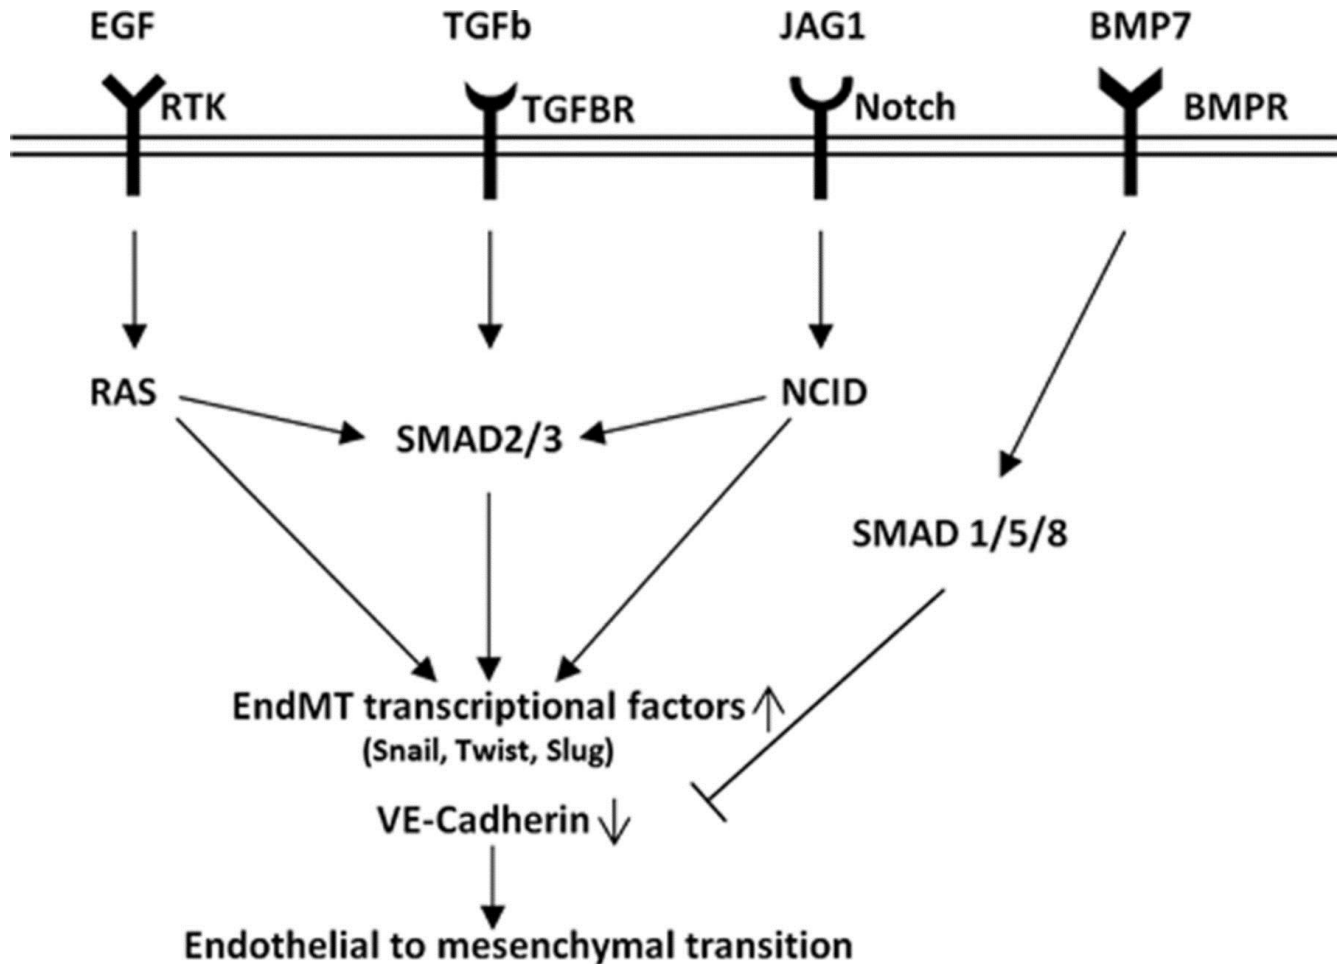 EGF TGFb JAG1 BMP7
RTK TGFBR Notch BMPR
RAS NCID
SMAD2/3
SMAD 1/5/8
EndMT transcriptional factors
(Snail, Twist, Slug)
VE-Cadherin
Endothelial to mesenchymal transition